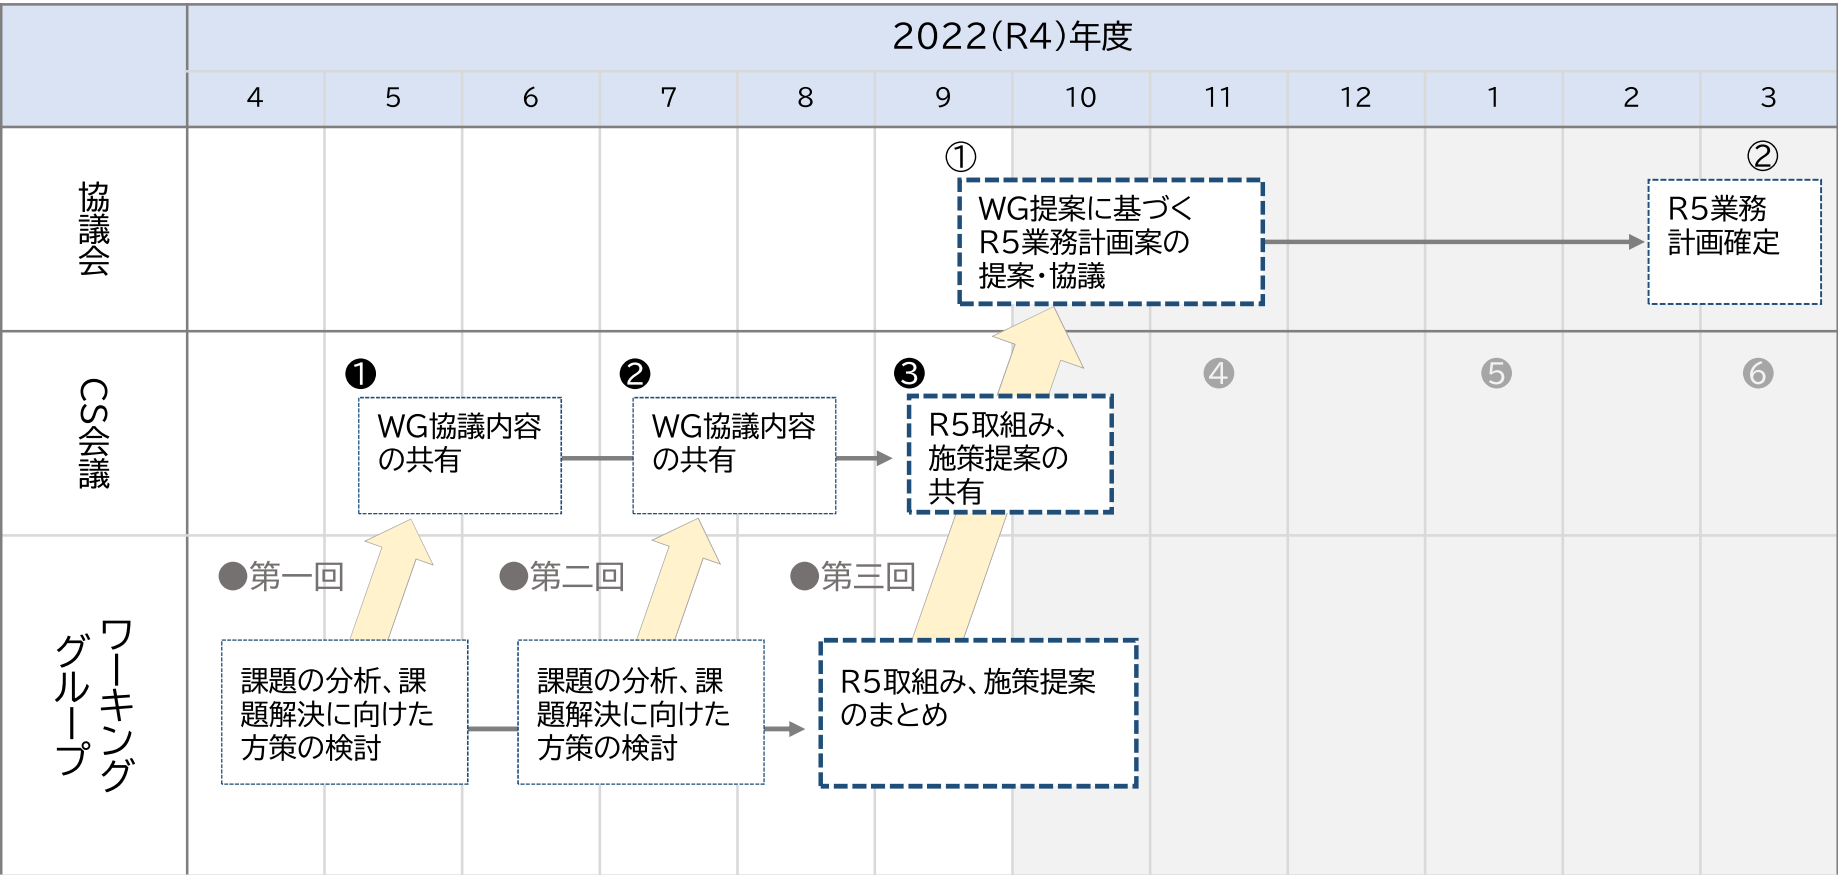 2022(R4)年度
4 5 6 7 8 9 10 11 12 1 2 3
協議会
①
WG提案に基づく
R5業務計画案の
提案・協議
②
R5業務
計画確定
CS会議
❶
WG協議内容
の共有
❷
WG協議内容
の共有
❸
R5取組み、
施策提案の
共有
❹
❺
❻
ワーキング
グループ
●第一回
課題の分析、課
題解決に向けた
方策の検討
●第二回
課題の分析、課
題解決に向けた
方策の検討
●第三回
R5取組み、施策提案
のまとめ